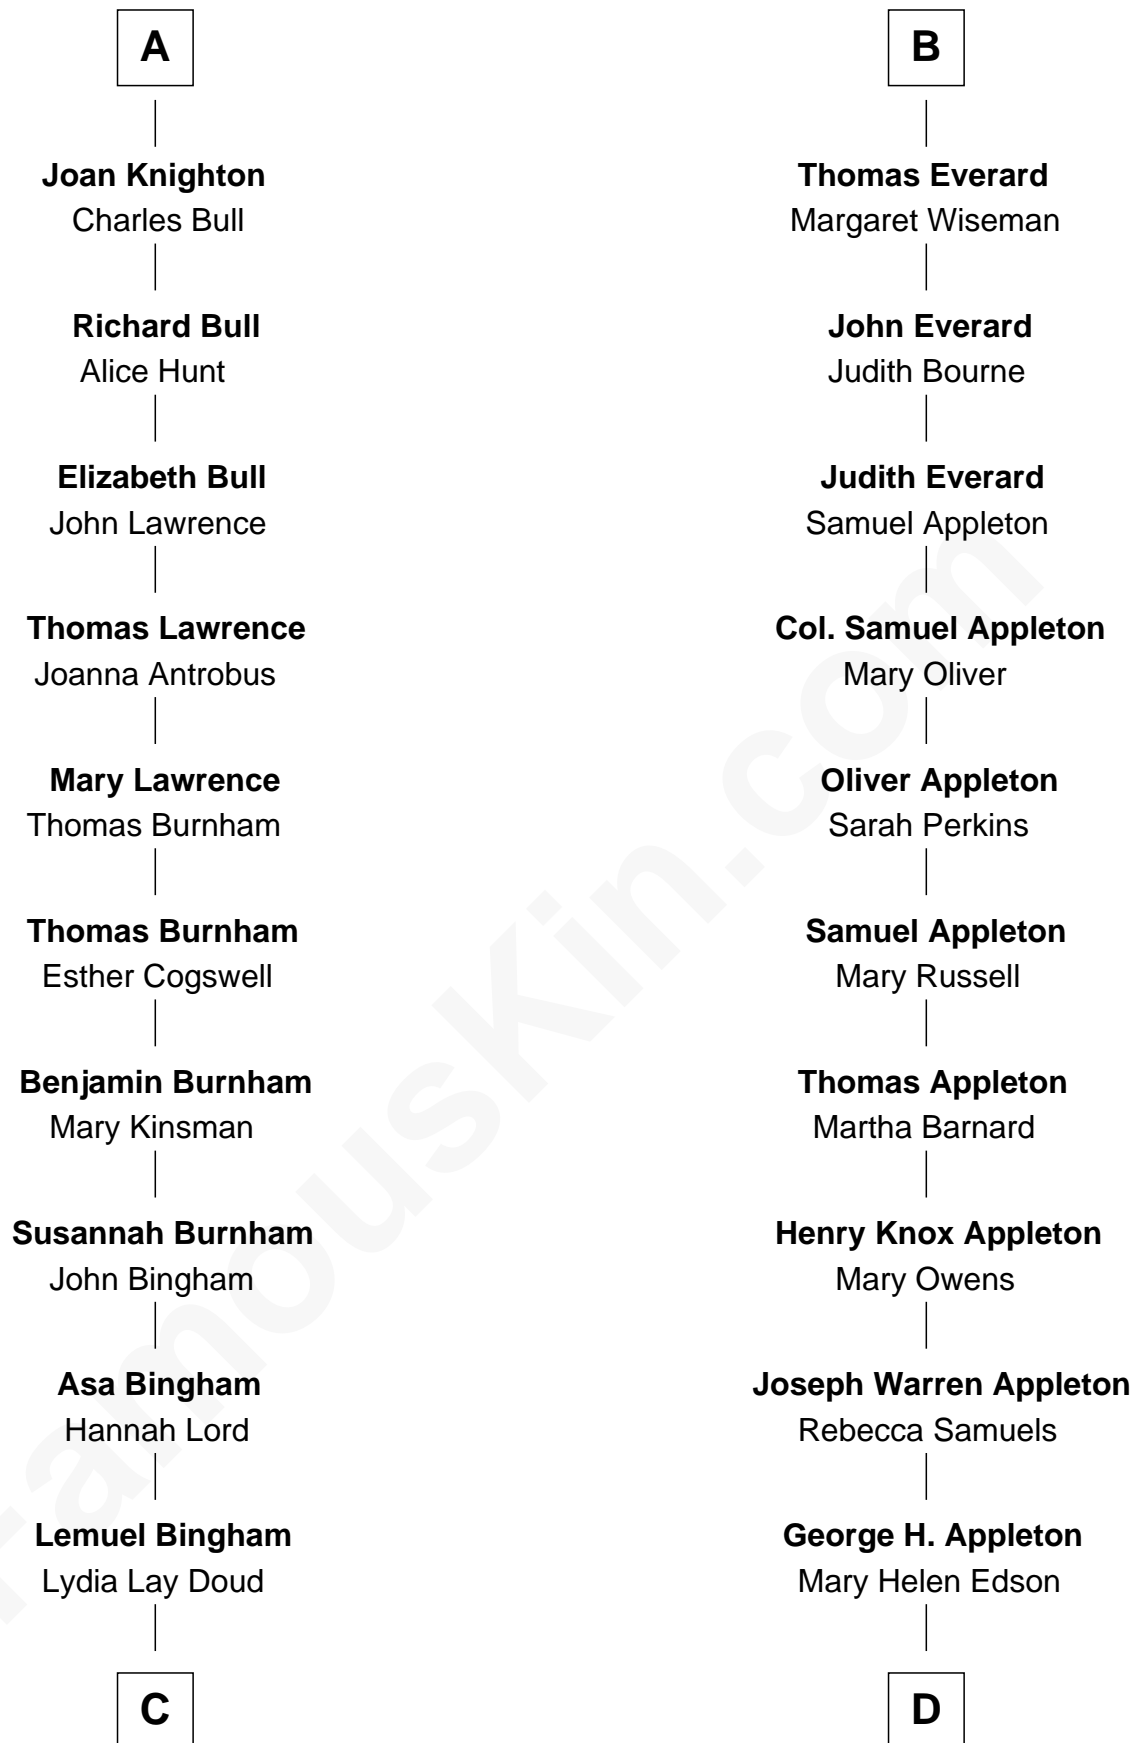 A
Joan Knighton
Charles Bull
Richard Bull
Alice Hunt
Elizabeth Bull
John Lawrence
Thomas Lawrence
Joanna Antrobus
Mary Lawrence
Thomas Burnham
Thomas Burnham
Esther Cogswell
Benjamin Burnham
Mary Kinsman
Susannah Burnham
John Bingham
Asa Bingham
Hannah Lord
Lemuel Bingham
Lydia Lay Doud
C
B
Thomas Everard
Margaret Wiseman
John Everard
Judith Bourne
Judith Everard
Samuel Appleton
Col. Samuel Appleton
Mary Oliver
Oliver Appleton
Sarah Perkins
Samuel Appleton
Mary Russell
Thomas Appleton
Martha Barnard
Henry Knox Appleton
Mary Owens
Joseph Warren Appleton
Rebecca Samuels
George H. Appleton
Mary Helen Edson
D
FamousKin.com